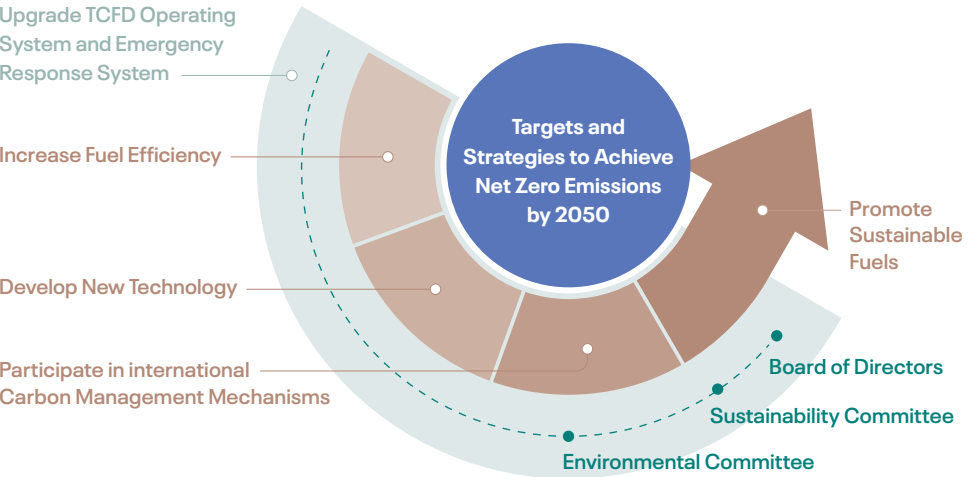 Upgrade TCFD Operating
System and Emergency
Response System
Increase Fuel Efficiency
Develop New Technology
Participate in international
Carbon Management Mechanisms
Targets and
Strategies to Achieve
Net Zero Emissions
by 2050
Promote
Sustainable
Fuels
Board of Directors
Sustainability Committee
Environmental Committee